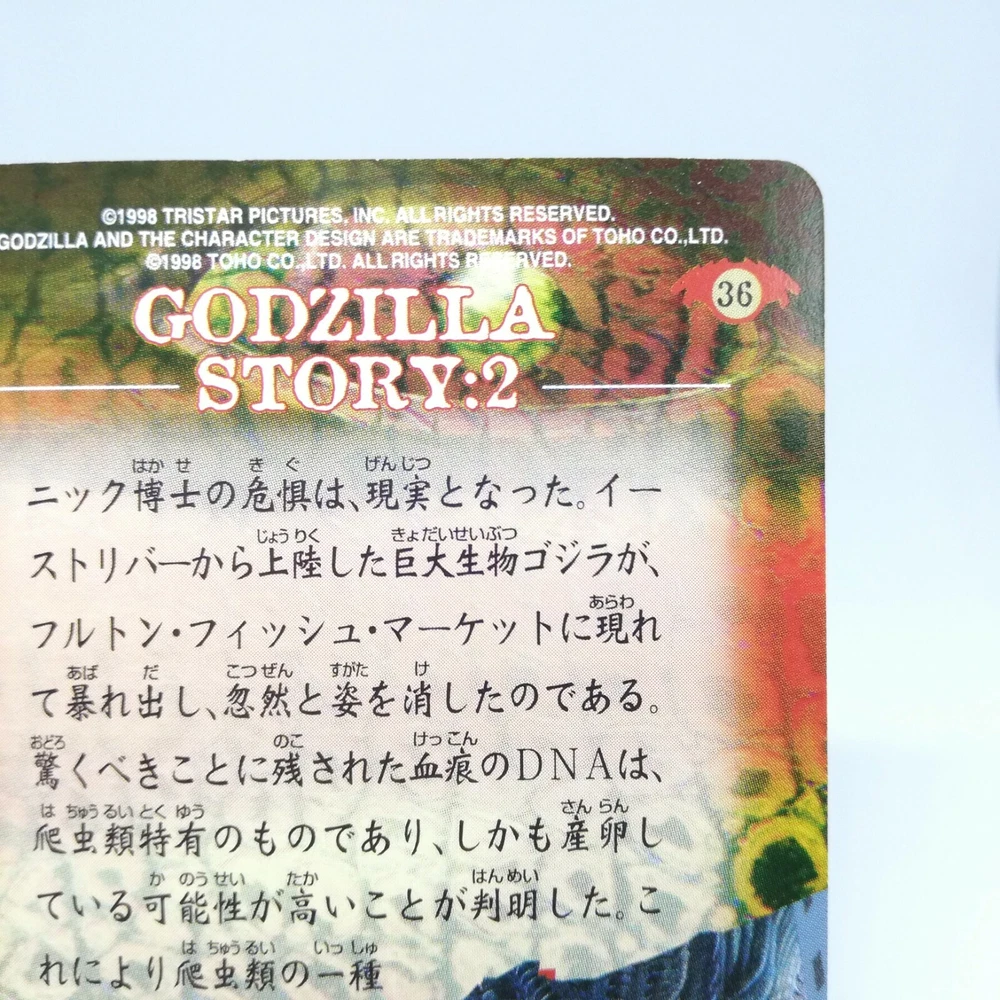 ©1998 TRISTAR PICTURES, INC. ALL RIGHTS RESERVED.
GODZILLA AND THE CHARACTER DESIGN ARE TRADEMARKS OF TOHO CO.,LTD.
©1998 TOHO CO.,LTD. ALL RIGHTS RESERVED.
36
GODZILLA
STORY:2
はかせ きぐ げんじつ
ニック博士の危惧は、現実となった。イー
じょうりく きょだいせいぶつ
ストリバーから上陸した巨大生物ゴジラが、
あらわ
フルトン・フィッシュ・マーケットに現れ
あば だ こつぜん すがた け
て暴れ出し、忽然と姿を消したのである。
おどろ のこ けっこん
驚くべきことに残された血痕のDNAは、
はちゅうるいとくゆう さんらん
爬虫類特有のものであり、しかも産卵し
かのうせい たか はんめい
ている可能性が高いことが判明した。こ
はちゅうるい いっしゅ
れにより爬虫類の一種